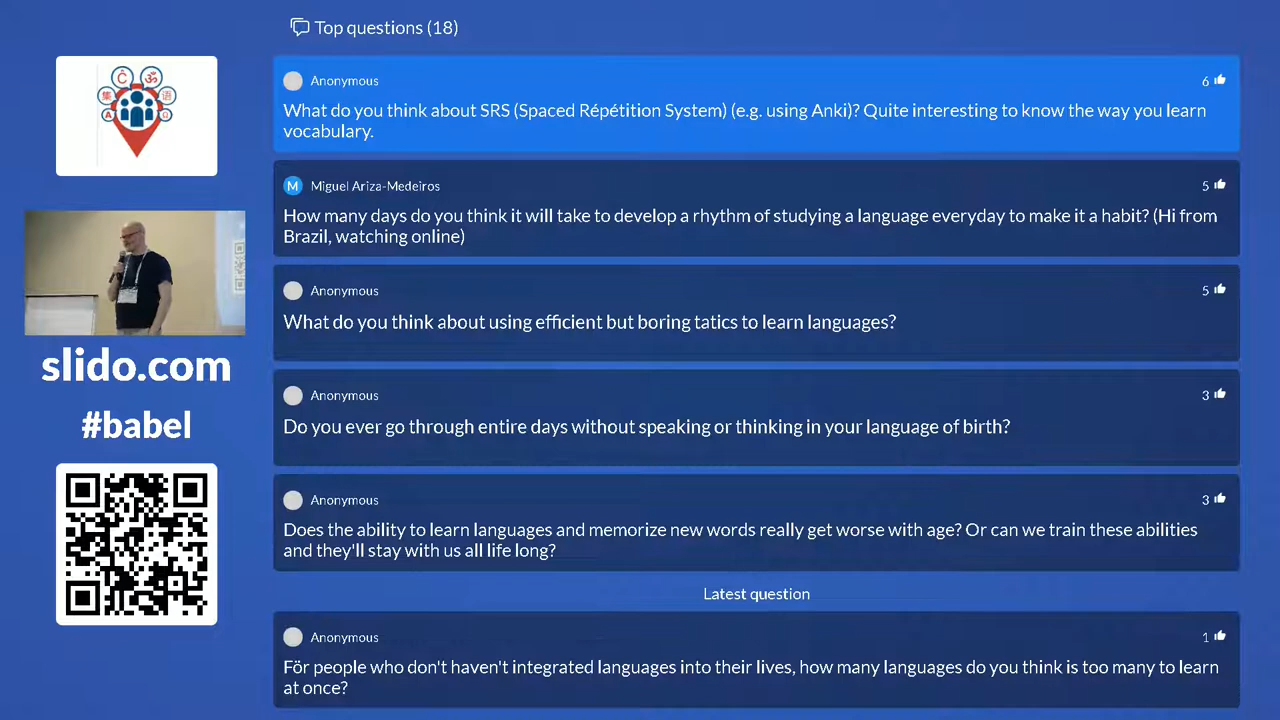 Top questions (18)
Anonymous
6
What do you think about SRS (Spaced Répétition System) (e.g. using Anki)? Quite interesting to know the way you learn
vocabulary.
M
Miguel Ariza-Medeiros
5
How many days do you think it will take to develop a rhythm of studying a language everyday to make it a habit? (Hi from
Brazil, watching online)
Anonymous
5
What do you think about using efficient but boring tatics to learn languages?
Anonymous
3
Do you ever go through entire days without speaking or thinking in your language of birth?
Anonymous
3
Does the ability to learn languages and memorize new words really get worse with age? Or can we train these abilities
and they'll stay with us all life long?
Latest question
Anonymous
1
För people who don't haven't integrated languages into their lives, how many languages do you think is too many to learn
at once?
Ĉ
ॐ
集
语
A
Ω
slido.com
#babel